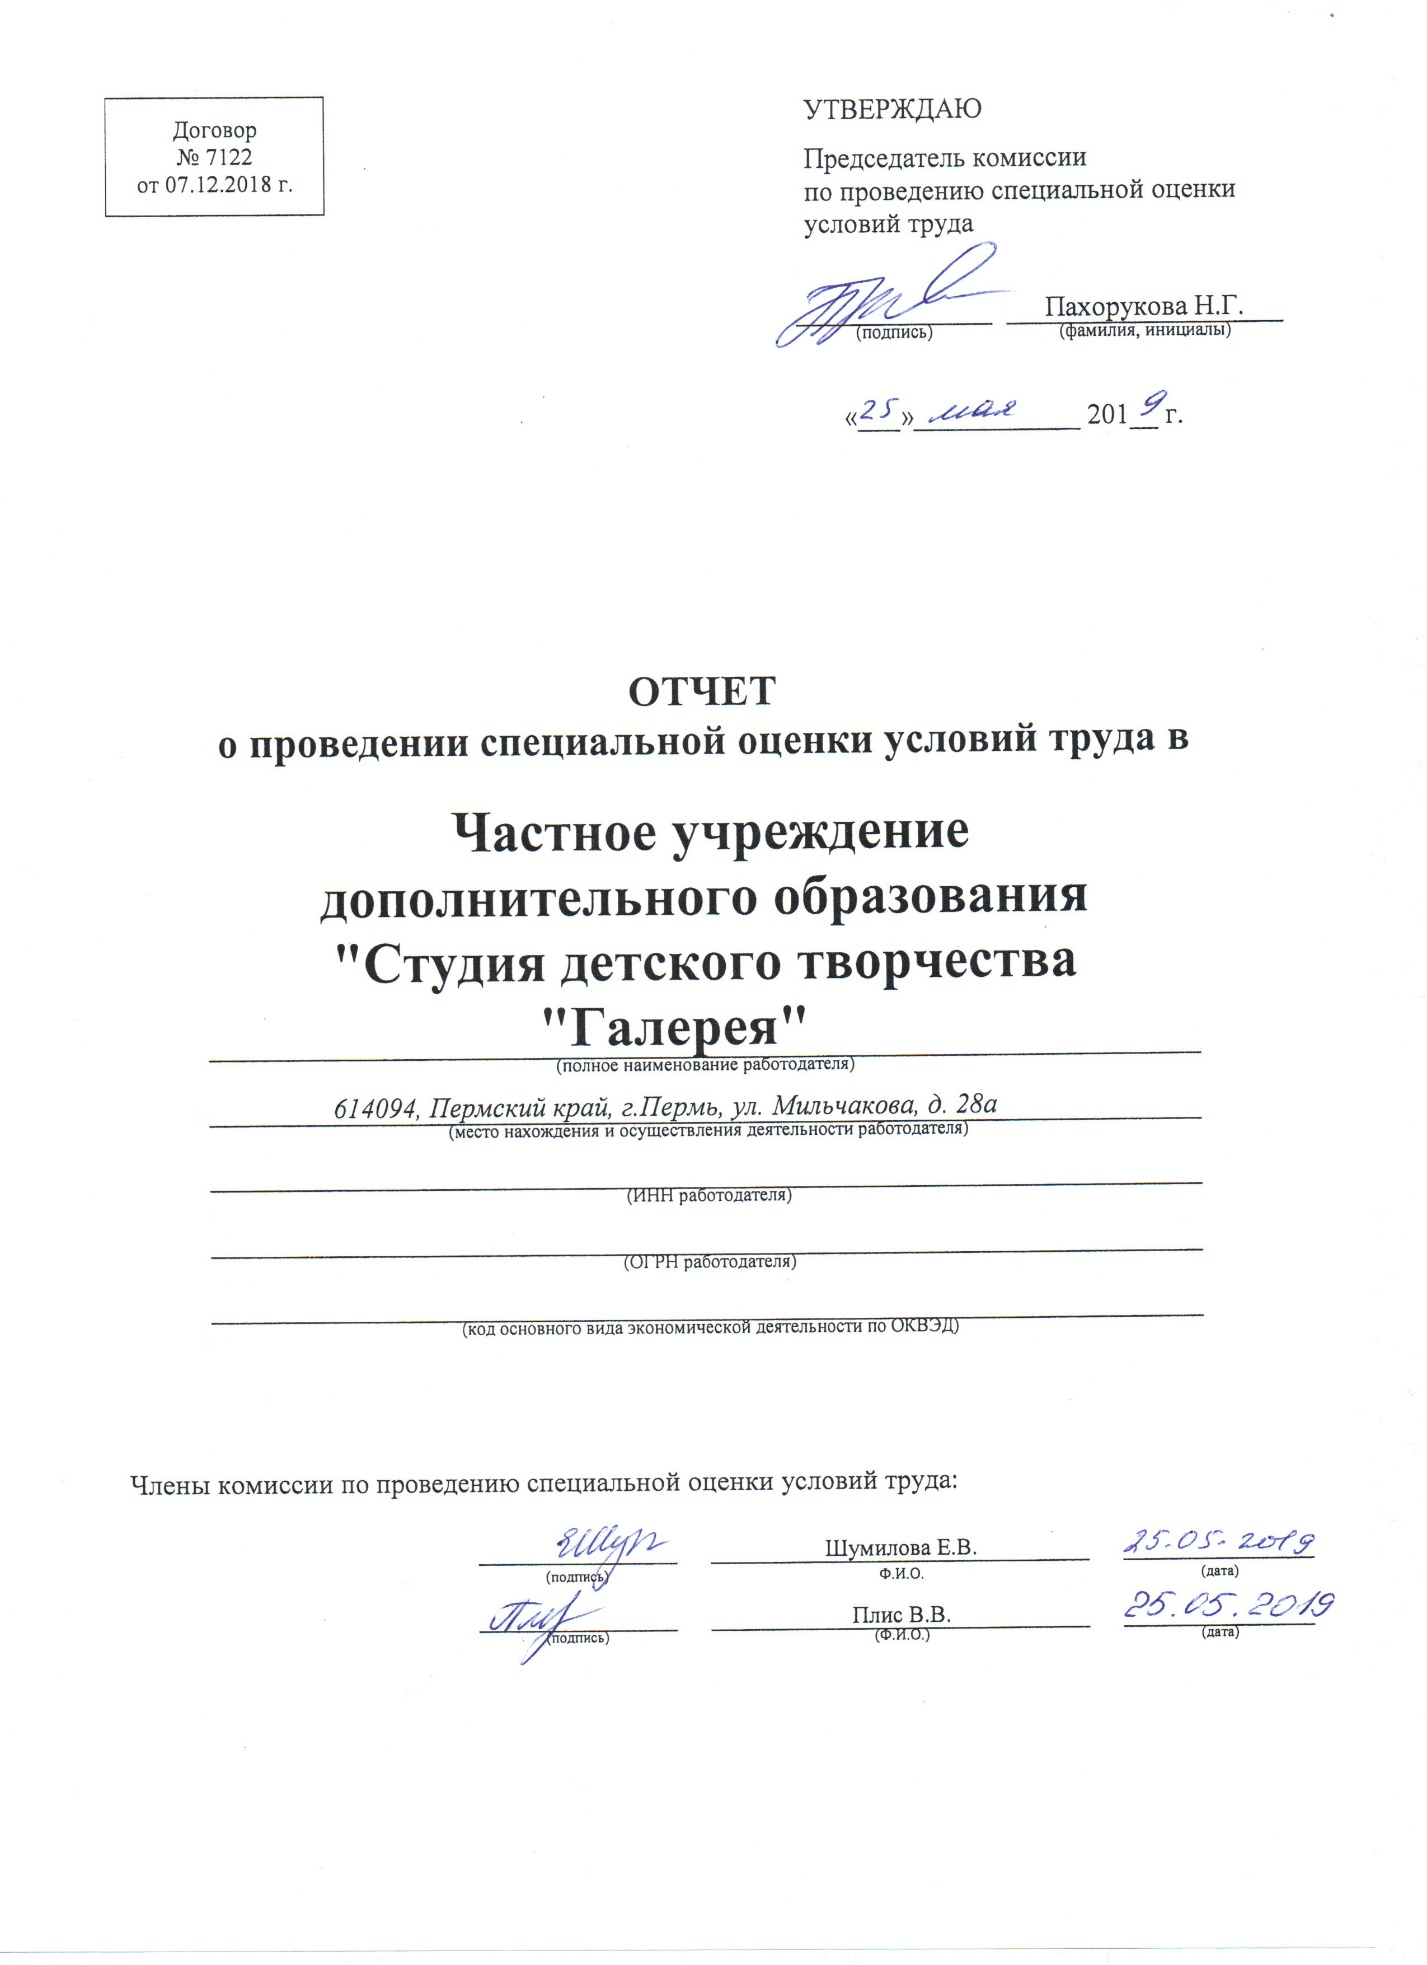 Договор
№ 7122
от 07.12.2018 г.
УТВЕРЖДАЮ
Председатель комиссии
по проведению специальной оценки
условий труда
Пахорукова Н.Г.
(подпись) (фамилия, инициалы)
«25» мая 2019 г.
ОТЧЕТ
о проведении специальной оценки условий труда в
Частное учреждение
дополнительного образования
"Студия детского творчества
"Галерея"
(полное наименование работодателя)
614094, Пермский край, г.Пермь, ул. Мильчакова, д. 28а
(место нахождения и осуществления деятельности работодателя)
(ИНН работодателя)
(ОГРН работодателя)
(код основного вида экономической деятельности по ОКВЭД)
Члены комиссии по проведению специальной оценки условий труда:
Шумилова Е.В. 25.05.2019
(подпись) Ф.И.О. (дата)
Плис В.В. 25.05.2019
(подпись) (Ф.И.О.) (дата)